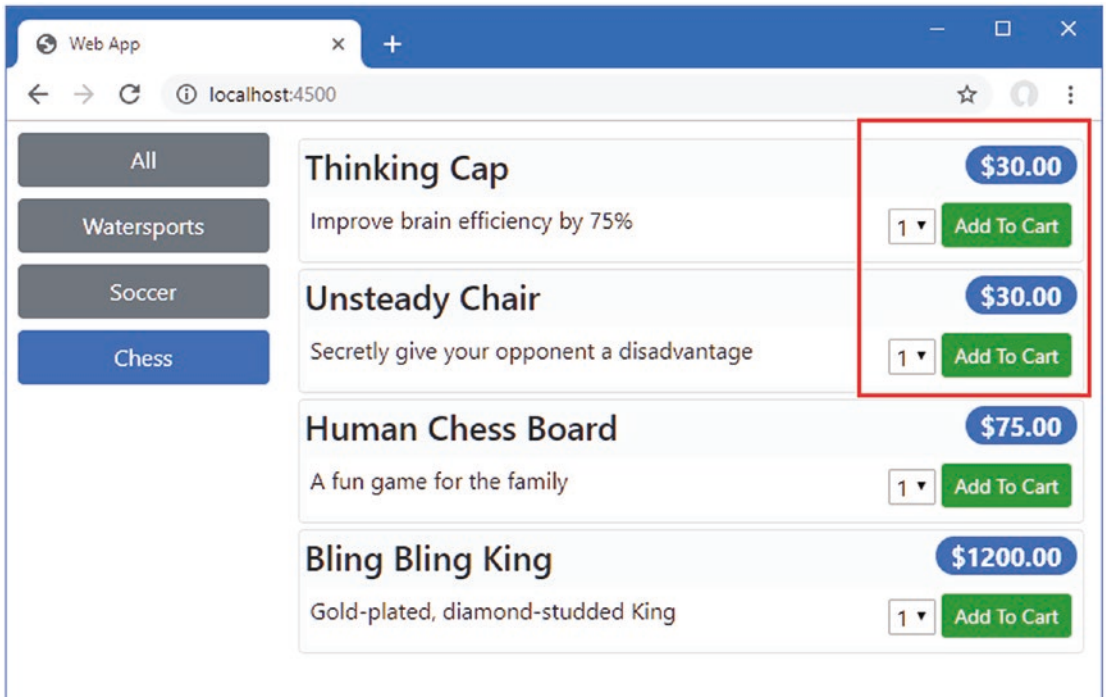 Web App
localhost:4500
All
Watersports
Soccer
Chess
Thinking Cap $30.00
Improve brain efficiency by 75% 1 Add To Cart
Unsteady Chair $30.00
Secretly give your opponent a disadvantage 1 Add To Cart
Human Chess Board $75.00
A fun game for the family 1 Add To Cart
Bling Bling King $1200.00
Gold-plated, diamond-studded King 1 Add To Cart